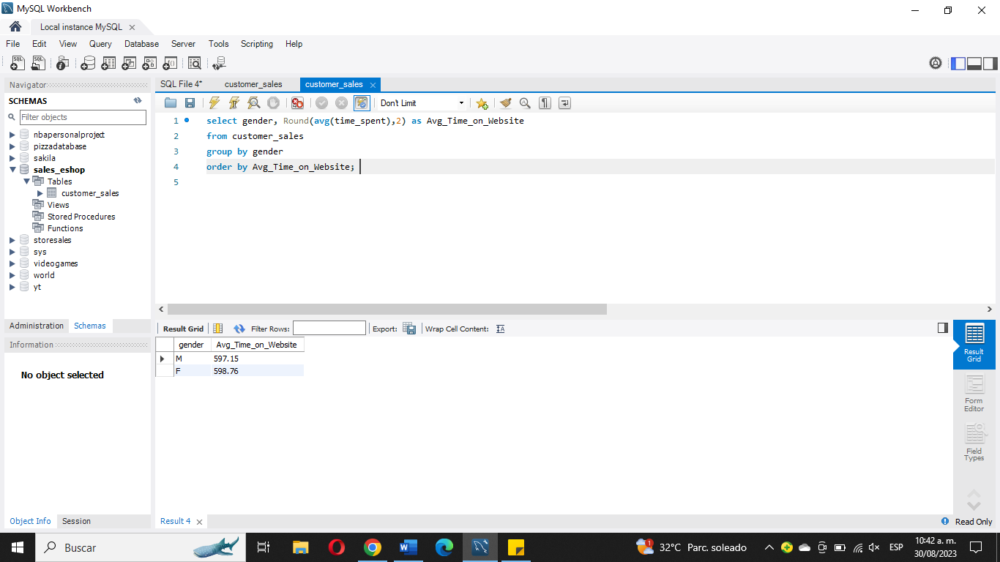 MySQL Workbench
Local instance MySQL
File Edit View Query Database Server Tools Scripting Help
Navigator
SCHEMAS
Filter objects
nbapersonalproject
pizzadatabase
sakila
sales_eshop
Tables
customer_sales
Views
Stored Procedures
Functions
storesales
sys
videogames
world
yt
Administration Schemas
Information
No object selected
Object Info Session
SQL File 4* customer_sales customer_sales
Don't Limit
1 select gender, Round(avg(time_spent),2) as Avg_Time_on_Website
2 from customer_sales
3 group by gender
4 order by Avg_Time_on_Website;
5
Result Grid Filter Rows: Export: Wrap Cell Content:
gender Avg_Time_on_Website
M 597.15
F 598.76
Result Grid
Form Editor
Field Types
Result 4
Read Only
Buscar
1
32°C Parc. soleado
ESP
10:42 a. m.
30/08/2023